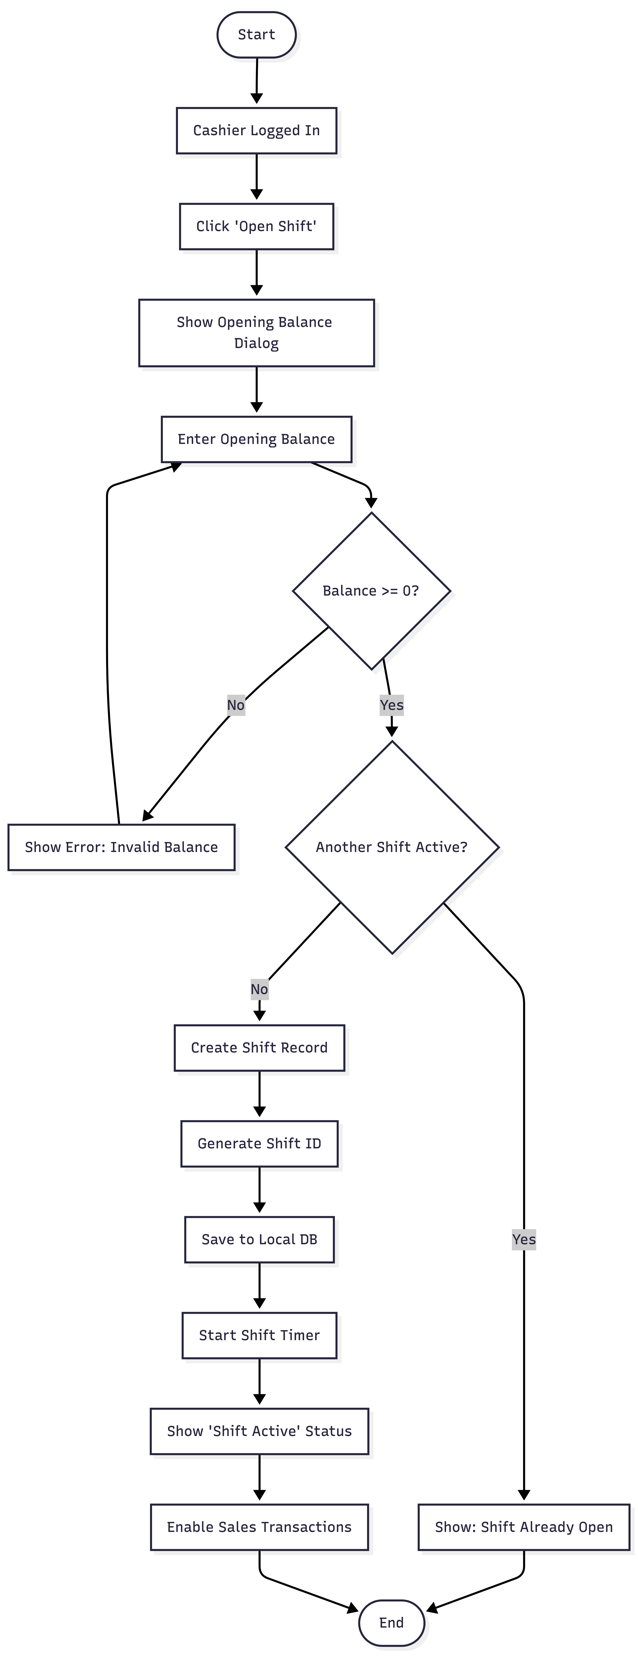 Start
Cashier Logged In
Click 'Open Shift'
Show Opening Balance
Dialog
Enter Opening Balance
Balance >= 0?
No
Yes
Show Error: Invalid Balance
Another Shift Active?
No
Create Shift Record
Generate Shift ID
Save to Local DB
Yes
Start Shift Timer
Show 'Shift Active' Status
Enable Sales Transactions
Show: Shift Already Open
End